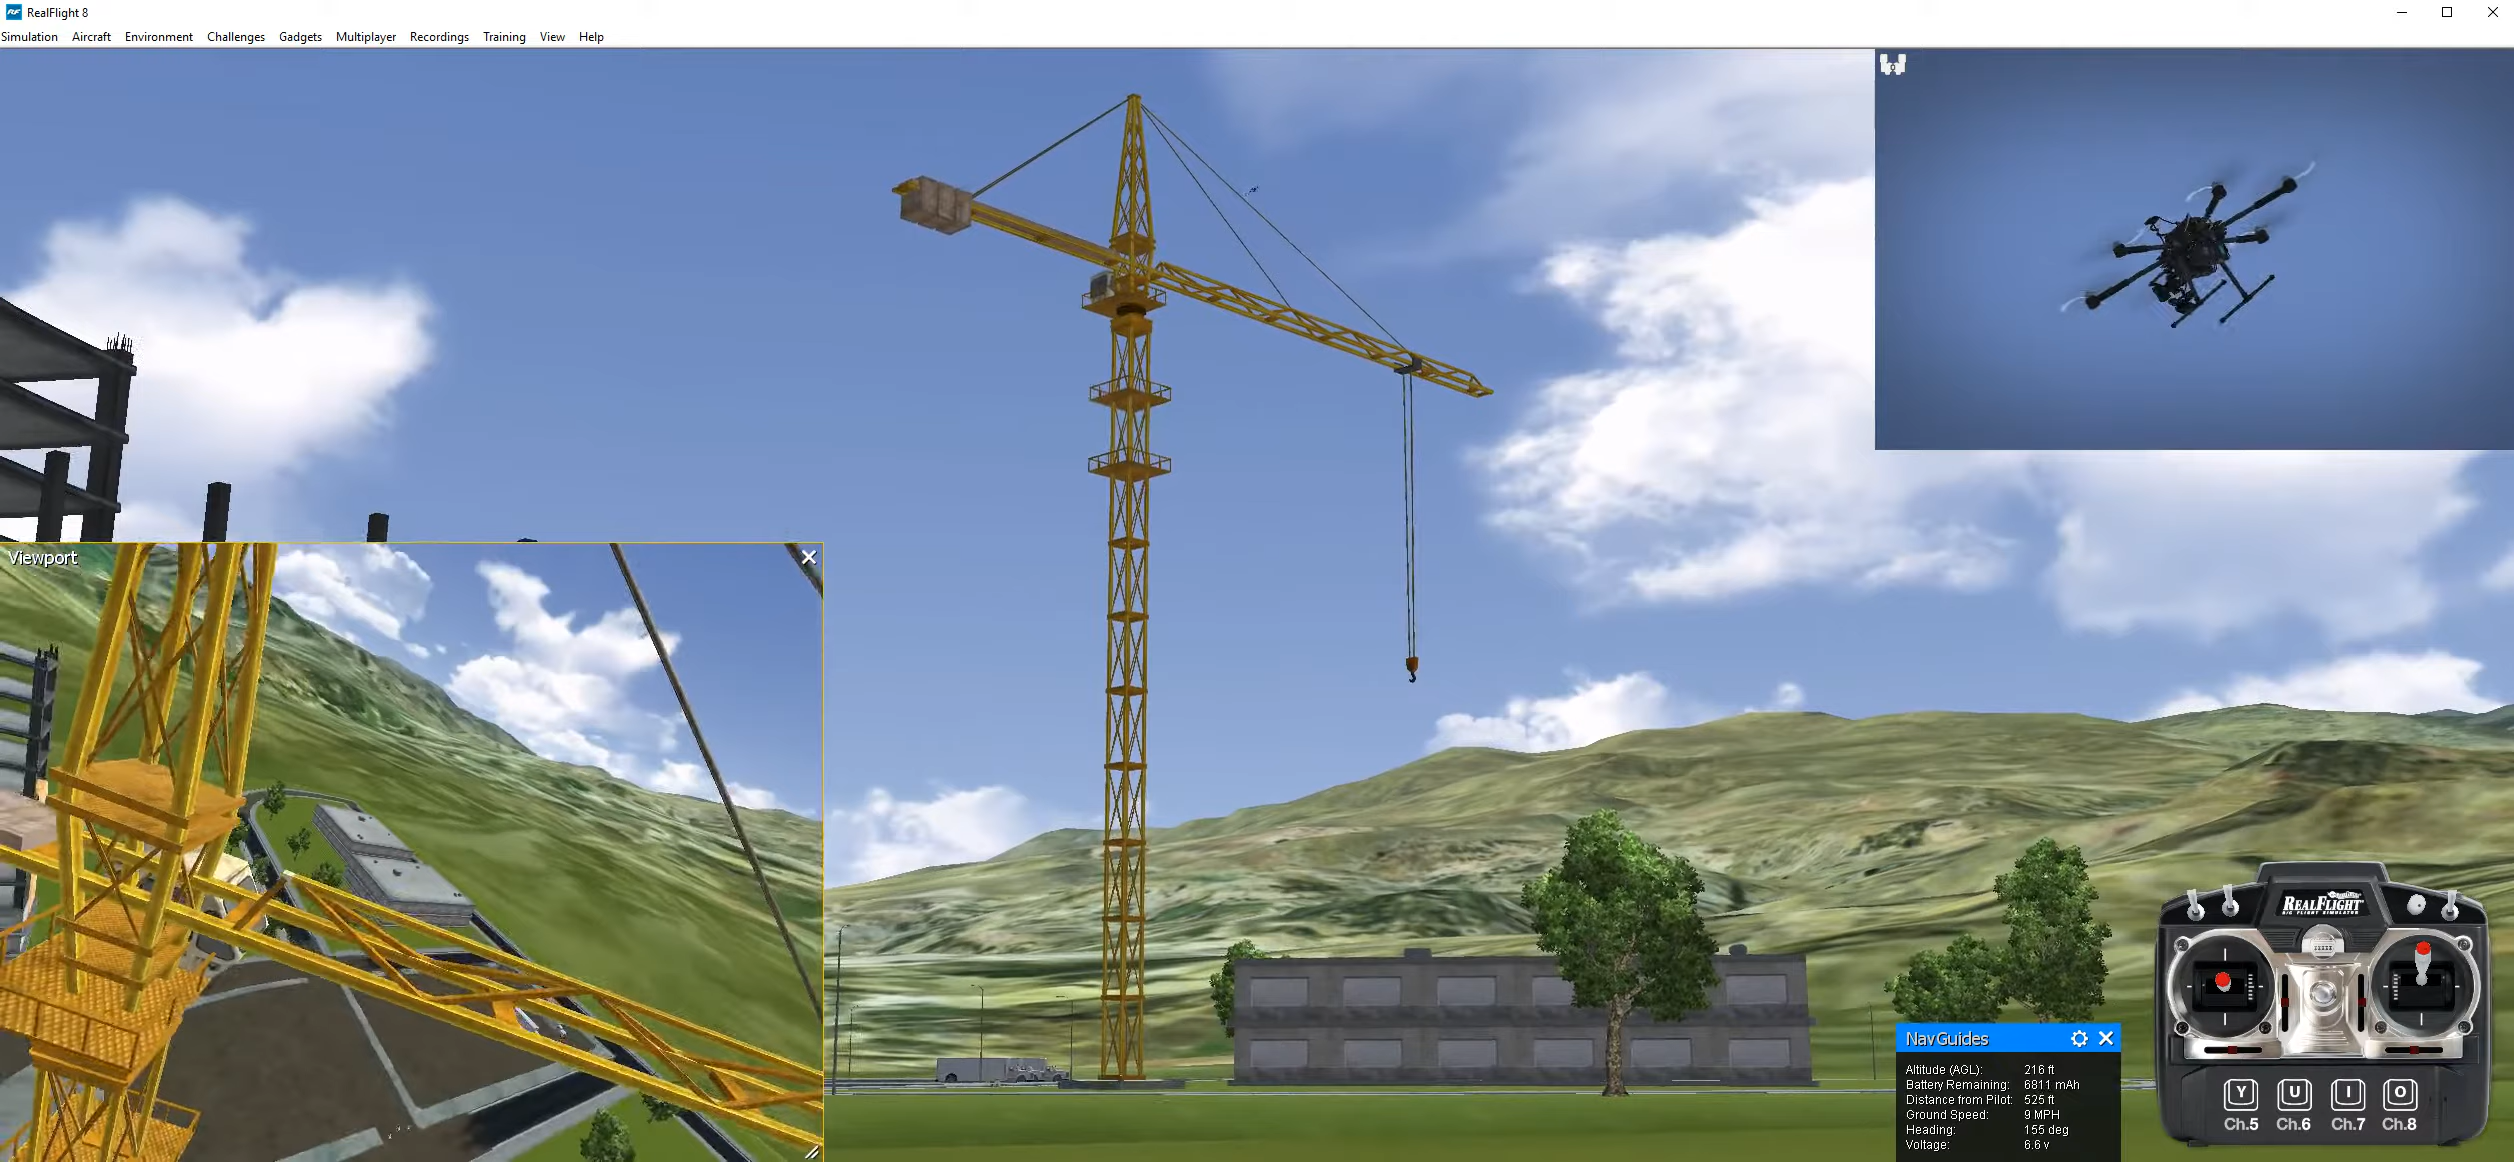 RealFlight 8
Simulation Aircraft Environment Challenges Gadgets Multiplayer Recordings Training View Help
Viewport
NavGuides
Altitude (AGL): 216 ft
Battery Remaining: 6811 mAh
Distance from Pilot: 525 ft
Ground Speed: 9 MPH
Heading: 155 deg
Voltage: 6.6 v
REALFLIGHT
R/C FLIGHT SIMULATOR
Y U I O
Ch.5 Ch.6 Ch.7 Ch.8